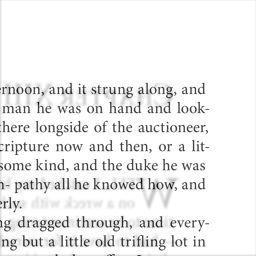 ernoon, and it strung along, and
man he was on hand and look-
there longside of the auctioneer,
cripture now and then, or a lit-
some kind, and the duke he was
n- pathy all he knowed how, and
erly.
ng dragged through, and every-
ng but a little old trifling lot in